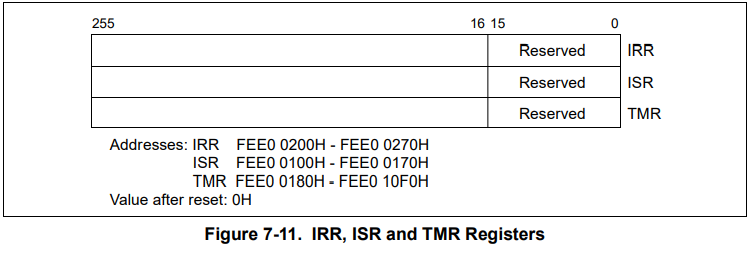 255 16 15 0
Reserved IRR
Reserved ISR
Reserved TMR
Addresses: IRR FEE0 0200H - FEE0 0270H
ISR FEE0 0100H - FEE0 0170H
TMR FEE0 0180H - FEE0 10F0H
Value after reset: 0H
Figure 7-11. IRR, ISR and TMR Registers